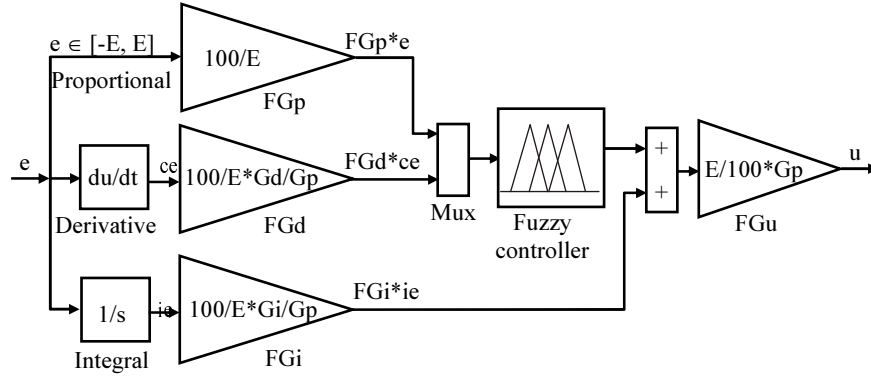 e ∈ [-E, E]
Proportional
100/E
FGp
FGp*e
e
du/dt
Derivative
ce
100/E*Gd/Gp
FGd
FGd*ce
Mux
Fuzzy
controller
+
+
E/100*Gp
FGu
u
1/s
Integral
ie
100/E*Gi/Gp
FGi
FGi*ie